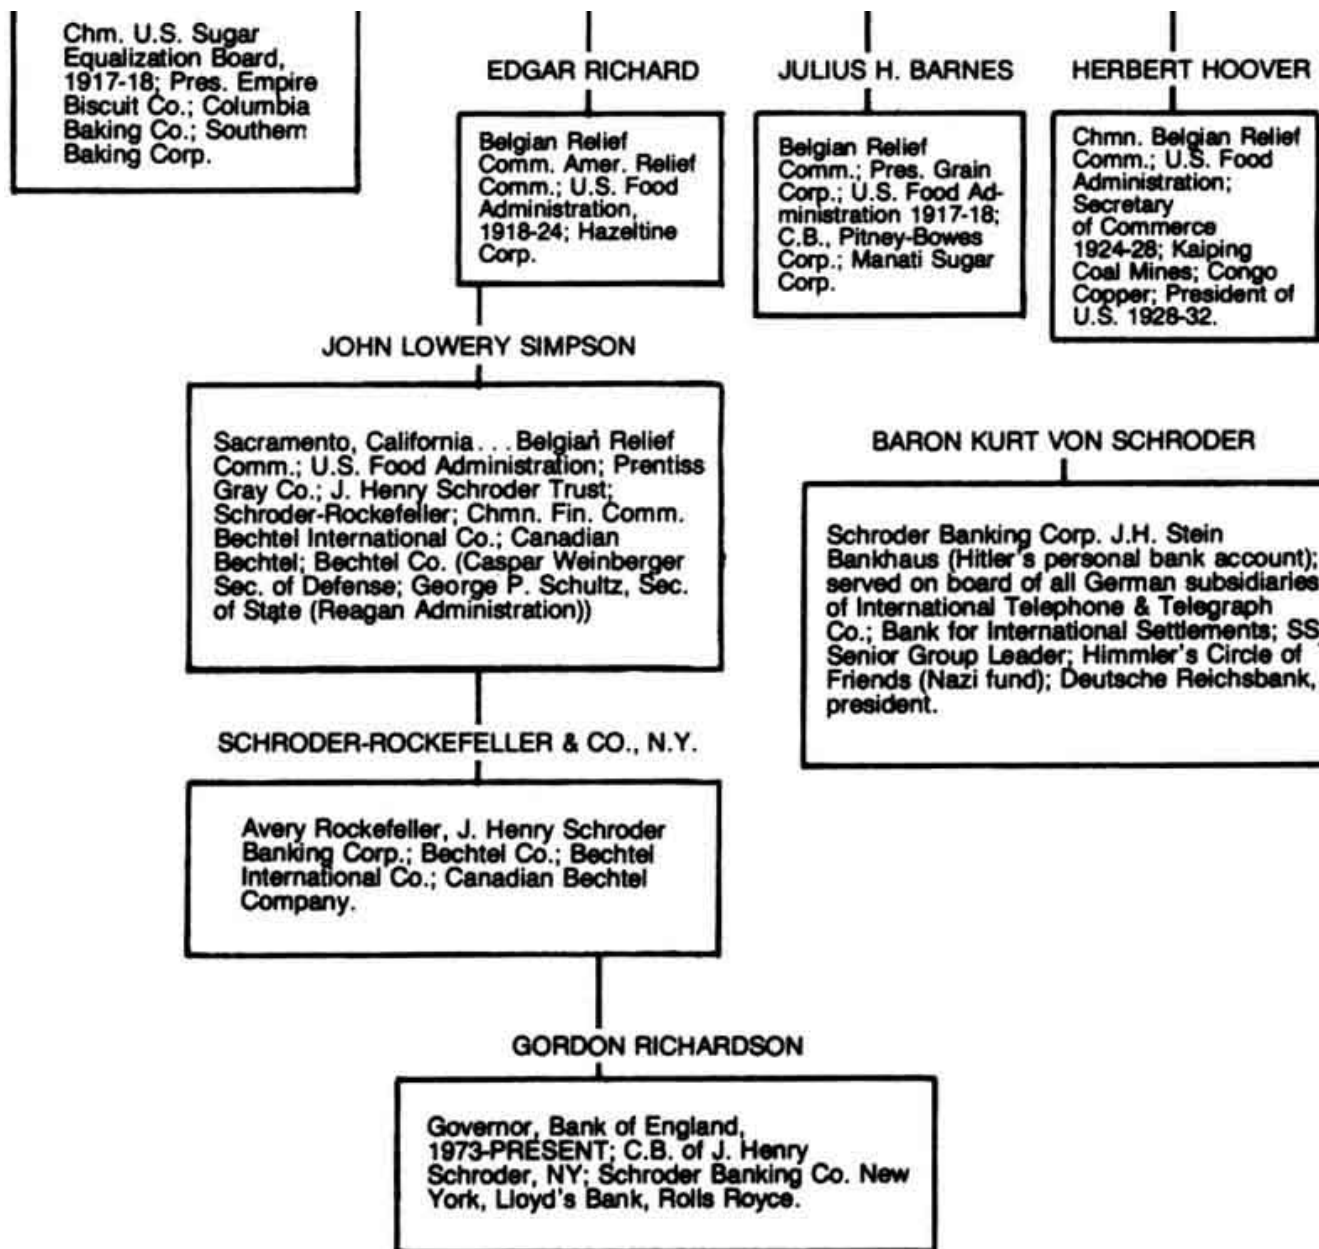 Chm. U.S. Sugar
Equalization Board,
1917-18; Pres. Empire
Biscuit Co.; Columbia
Baking Co.; Southern
Baking Corp.
EDGAR RICHARD
Belgian Relief
Comm. Amer. Relief
Comm.; U.S. Food
Administration,
1918-24; Hazeltine
Corp.
JULIUS H. BARNES
Belgian Relief
Comm.; Pres. Grain
Corp.; U.S. Food Ad-
ministration 1917-18;
C.B., Pitney-Bowes
Corp.; Manati Sugar
Corp.
HERBERT HOOVER
Chmn. Belgian Relief
Comm.; U.S. Food
Administration;
Secretary
of Commerce
1924-28; Kaiping
Coal Mines; Congo
Copper; President of
U.S. 1928-32.
JOHN LOWERY SIMPSON
Sacramento, California... Belgian Relief
Comm.; U.S. Food Administration; Prentiss
Gray Co.; J. Henry Schroder Trust;
Schroder-Rockefeller; Chmn. Fin. Comm.
Bechtel International Co.; Canadian
Bechtel; Bechtel Co. (Caspar Weinberger
Sec. of Defense; George P. Schultz, Sec.
of State (Reagan Administration))
BARON KURT VON SCHRODER
Schroder Banking Corp. J.H. Stein
Bankhaus (Hitler's personal bank account);
served on board of all German subsidiaries
of International Telephone & Telegraph
Co.; Bank for International Settlements; SS
Senior Group Leader; Himmler's Circle of
Friends (Nazi fund); Deutsche Reichsbank,
president.
SCHRODER-ROCKEFELLER & CO., N.Y.
Avery Rockefeller, J. Henry Schroder
Banking Corp.; Bechtel Co.; Bechtel
International Co.; Canadian Bechtel
Company.
GORDON RICHARDSON
Governor, Bank of England,
1973-PRESENT; C.B. of J. Henry
Schroder, NY; Schroder Banking Co. New
York, Lloyd's Bank, Rolls Royce.